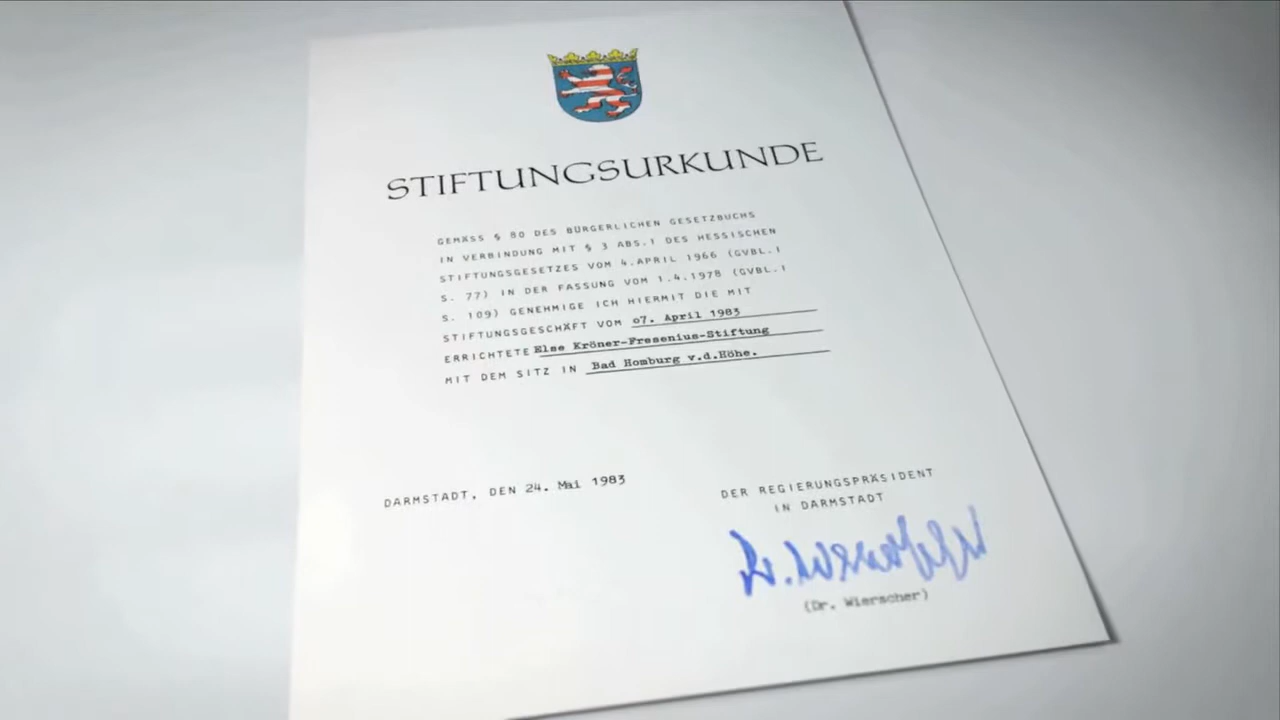 STIFTUNGSURKUNDE
GEMÄSS § 80 DES BÜRGERLICHEN GESETZBUCHS
IN VERBINDUNG MIT § 3 ABS.1 DES HESSISCHEN
STIFTUNGSGESETZES VOM 4.APRIL 1966 (GVBL.I
S. 77) IN DER FASSUNG VOM 1.4.1978 (GVBL.I
S. 109) GENEHMIGE ICH HIERMIT DIE MIT
STIFTUNGSGESCHÄFT VOM o7. April 1983
ERRICHTETE Else Kröner-Fresenius-Stiftung
MIT DEM SITZ IN Bad Homburg v.d.Höhe.
DARMSTADT, DEN 24. Mai 1983
DER REGIERUNGSPRÄSIDENT
IN DARMSTADT
Dr.
(Dr. Wierscher)